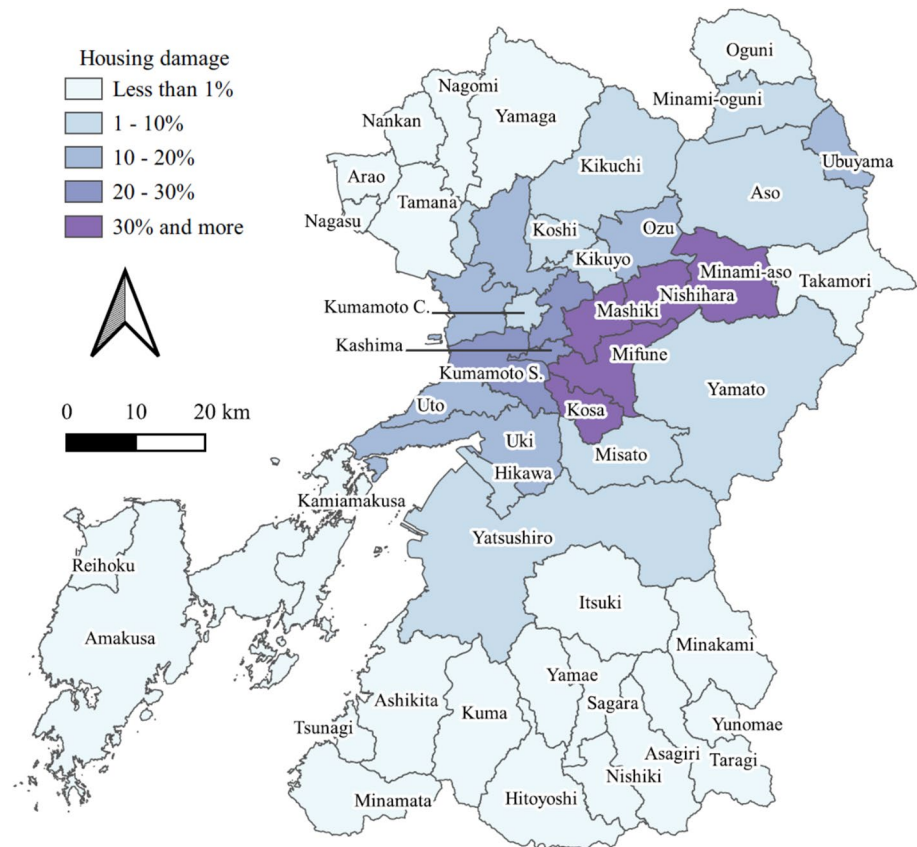 Housing damage
Less than 1%
1 - 10%
10 - 20%
20 - 30%
30% and more
0 10 20 km
Oguni
Minami-oguni
Nagomi
Yamaga
Nankan
Kikuchi
Ubuyama
Arao
Aso
Tamana
Nagasu
Koshi
Ozu
Kikuyo
Minami-aso
Takamori
Nishihara
Kumamoto C.
Mashiki
Kashima
Mifune
Kumamoto S.
Yamato
Uto
Kosa
Uki
Misato
Hikawa
Kamiamakusa
Yatsushiro
Reihoku
Itsuki
Amakusa
Minakami
Yamae
Ashikita
Sagara
Kuma
Tsunagi
Yunomae
Asagiri
Taragi
Nishiki
Minamata
Hitoyoshi